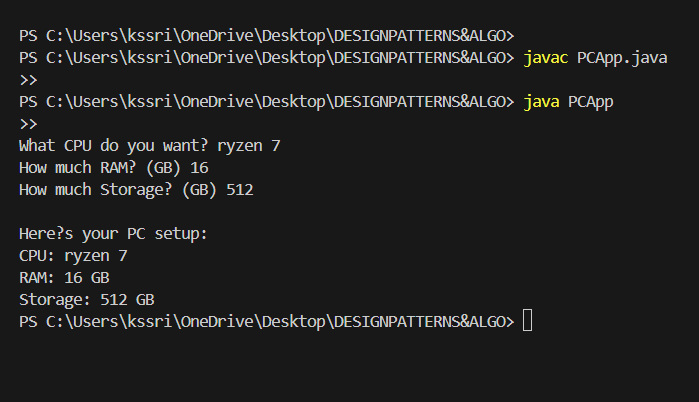 PS C:\Users\kssri\OneDrive\Desktop\DESIGNPATTERNS&ALGO>
PS C:\Users\kssri\OneDrive\Desktop\DESIGNPATTERNS&ALGO> javac PCApp.java
>>
PS C:\Users\kssri\OneDrive\Desktop\DESIGNPATTERNS&ALGO> java PCApp
>>
What CPU do you want? ryzen 7
How much RAM? (GB) 16
How much Storage? (GB) 512
Here?s your PC setup:
CPU: ryzen 7
RAM: 16 GB
Storage: 512 GB
PS C:\Users\kssri\OneDrive\Desktop\DESIGNPATTERNS&ALGO>